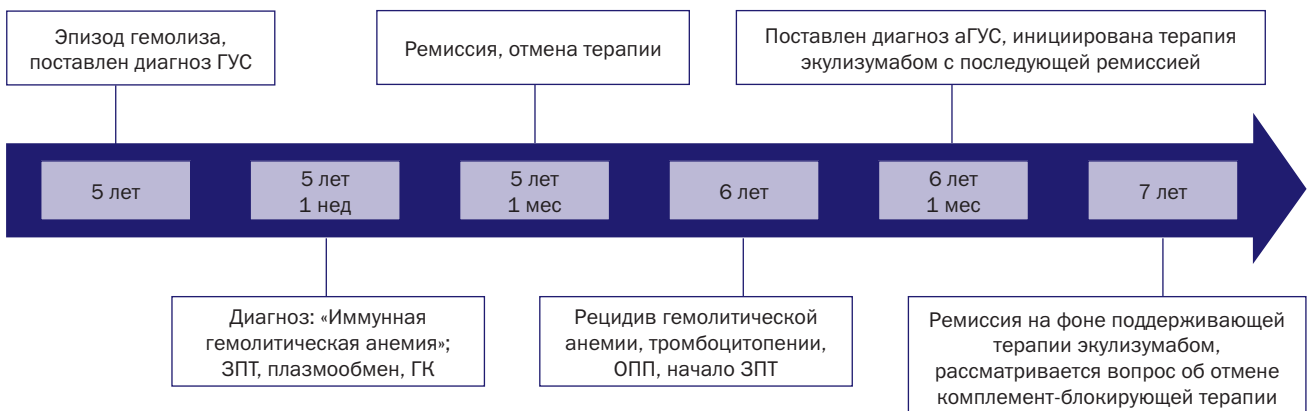 Эпизод гемолиза,
поставлен диагноз ГУС
Ремиссия, отмена терапии
Поставлен диагноз аГУС, инициирована терапия
экулизумабом с последующей ремиссией
5 лет
5 лет
1 нед
5 лет
1 мес
6 лет
6 лет
1 мес
7 лет
Диагноз: «Иммунная
гемолитическая анемия»;
ЗПТ, плазмообмен, ГК
Рецидив гемолитической
анемии, тромбоцитопении,
ОПП, начало ЗПТ
Ремиссия на фоне поддерживающей
терапии экулизумабом,
рассматривается вопрос об отмене
комплемент-блокирующей терапии